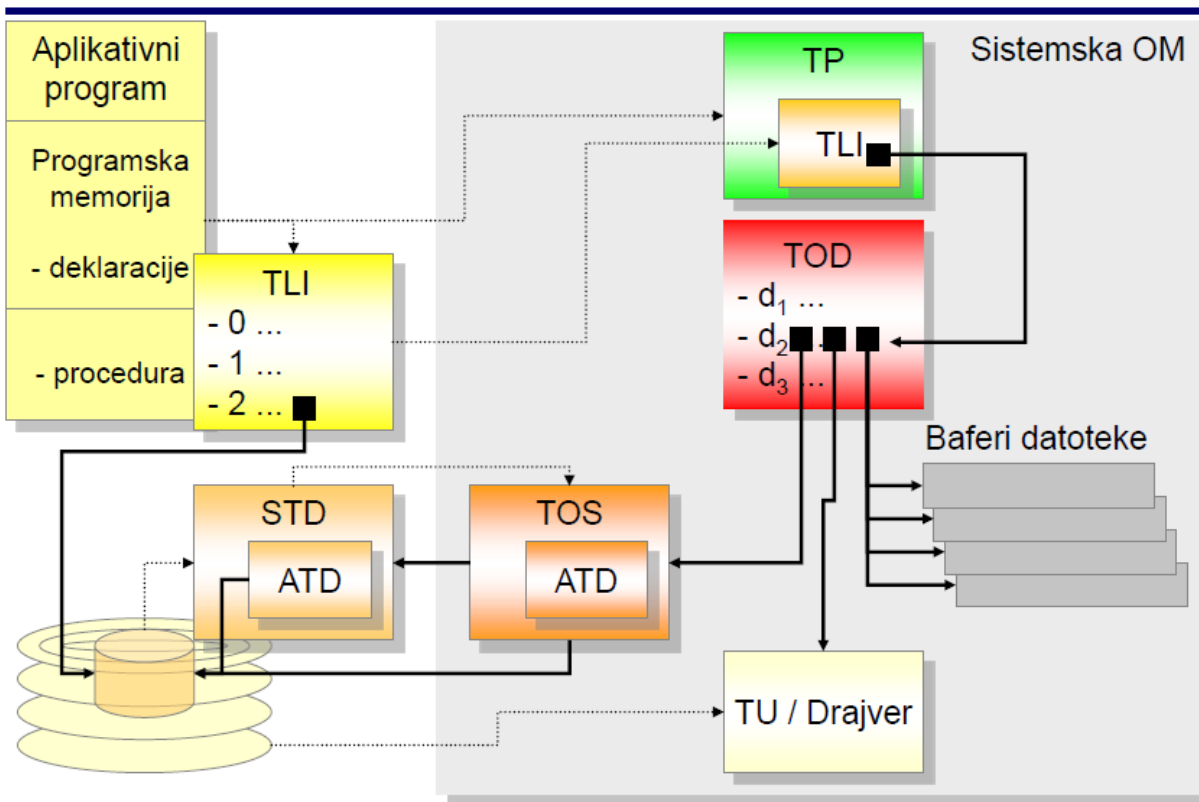 Aplikativni
program
Programska
memorija
- deklaracije
- procedura
TLI
- 0 ...
- 1 ...
- 2 ...
Sistemska OM
TP
TLI
TOD
- d₁ ...
- d₂ ...
- d₃ ...
Baferi datoteke
STD
ATD
TOS
ATD
TU / Drajver